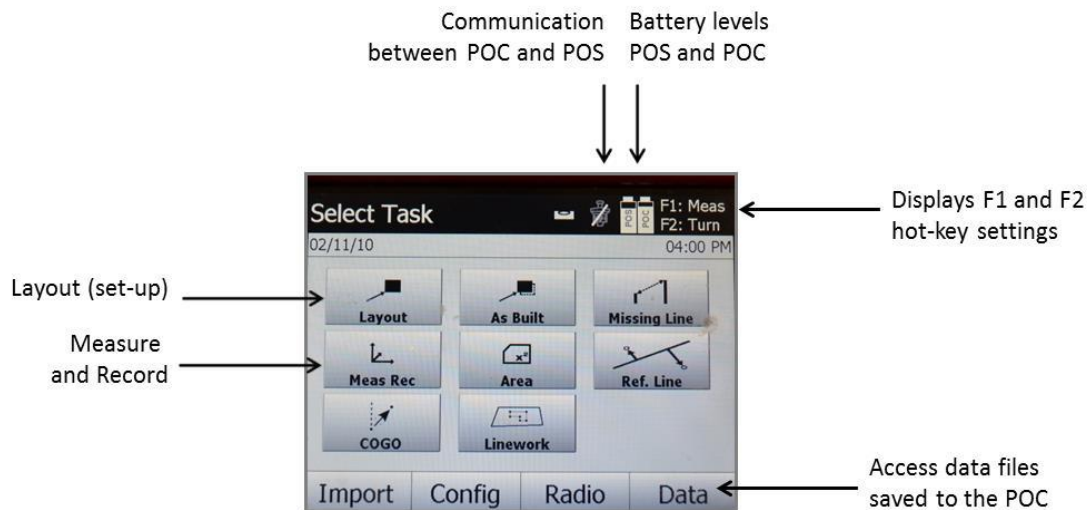 Communication
between POC and POS
Battery levels
POS and POC
Select Task
POS
POC
F1: Meas
F2: Turn
Displays F1 and F2
hot-key settings
02/11/10
04:00 PM
Layout (set-up)
Layout
As Built
Missing Line
Measure
and Record
Meas Rec
Area
Ref. Line
COGO
Linework
Import
Config
Radio
Data
Access data files
saved to the POC